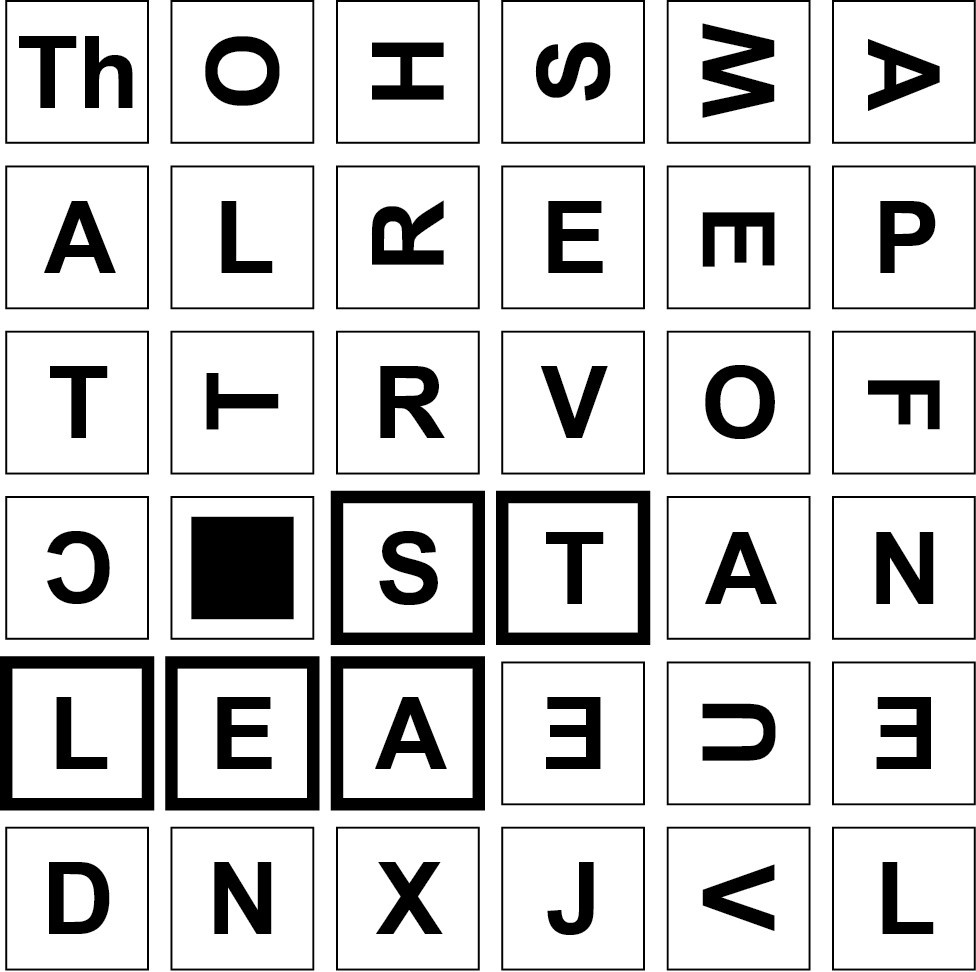 Th O H S W A
A L R E E P
T T R V O F
C S T A N
L E A E U E
D N X J V L